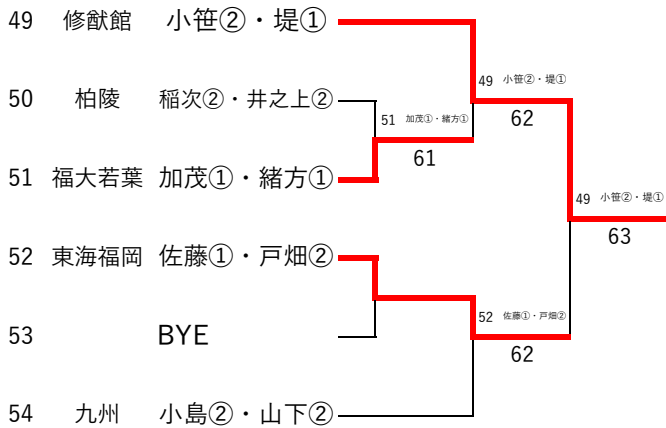 49 修猷館 小笹②・堤①
49 小笹②・堤①
50 柏陵 稲次②・井之上②
62
51 加茂①・緒方①
61
51 福大若葉 加茂①・緒方①
49 小笹②・堤①
63
52 東海福岡 佐藤①・戸畑②
52 佐藤①・戸畑②
53 BYE
62
54 九州 小島②・山下②